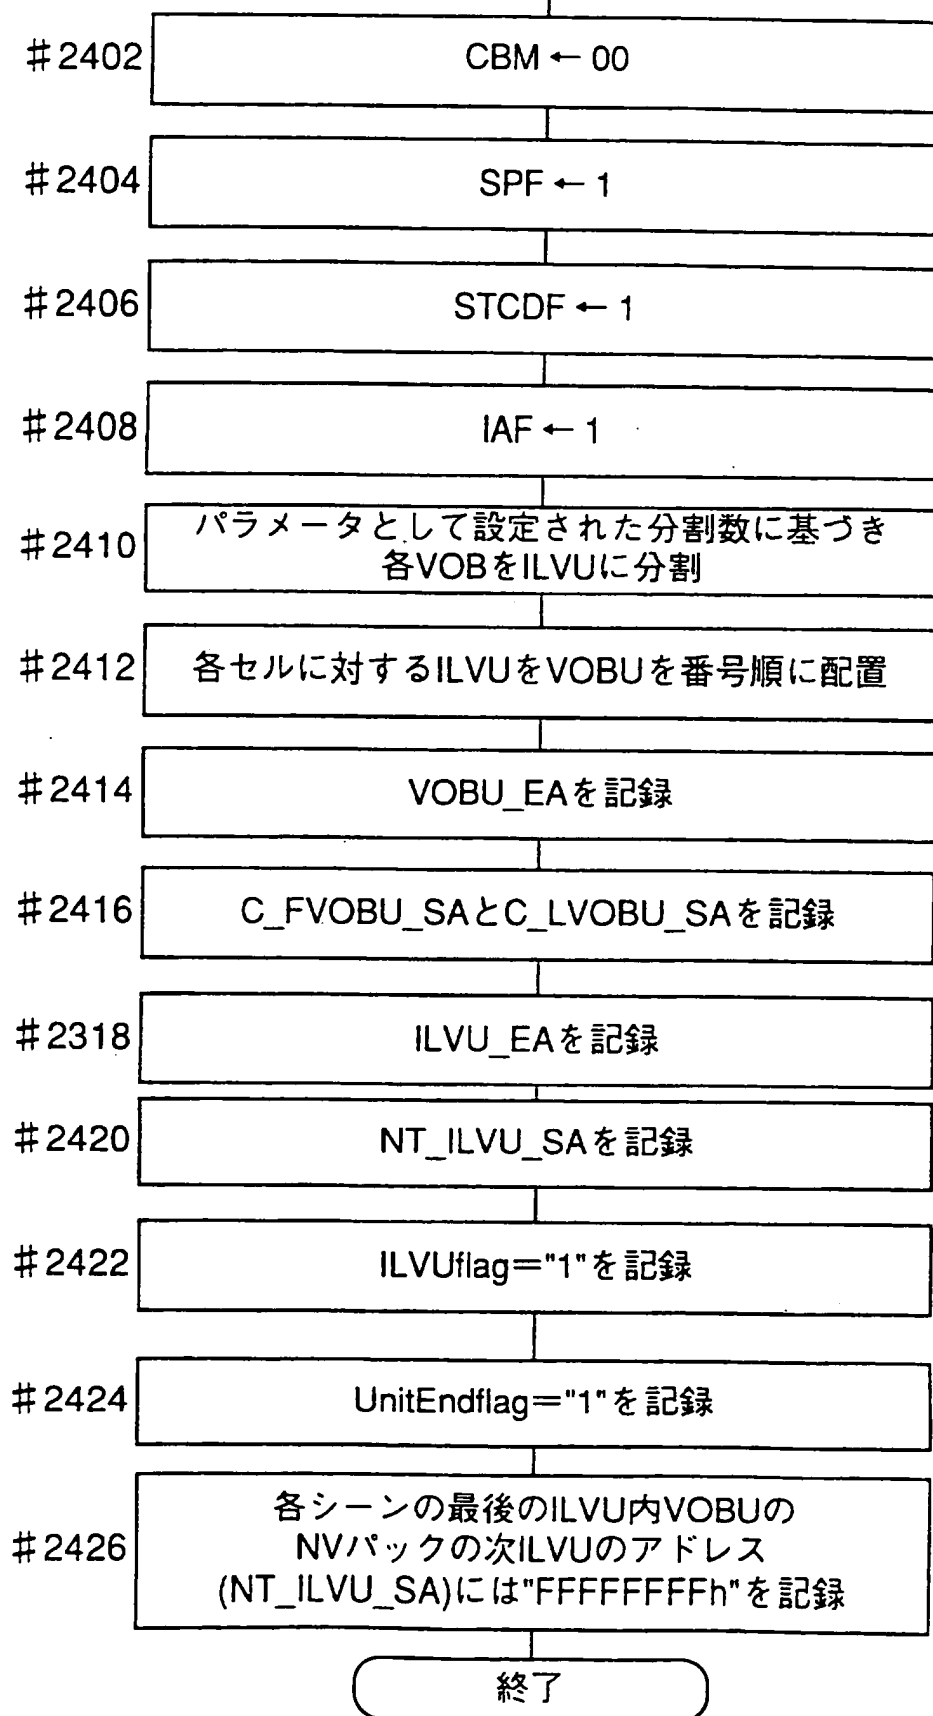 #2402 CBM ← 00
#2404 SPF ← 1
#2406 STCDF ← 1
#2408 IAF ← 1
#2410 パラメータとして設定された分割数に基づき
各VOBをILVUに分割
#2412 各セルに対するILVUをVOBUを番号順に配置
#2414 VOBU_EAを記録
#2416 C_FVOBU_SAとC_LVOBU_SAを記録
#2318 ILVU_EAを記録
#2420 NT_ILVU_SAを記録
#2422 ILVUflag="1"を記録
#2424 UnitEndflag="1"を記録
#2426 各シーンの最後のILVU内VOBUの
NVパックの次ILVUのアドレス
(NT_ILVU_SA)には"FFFFFFFFh"を記録
終了